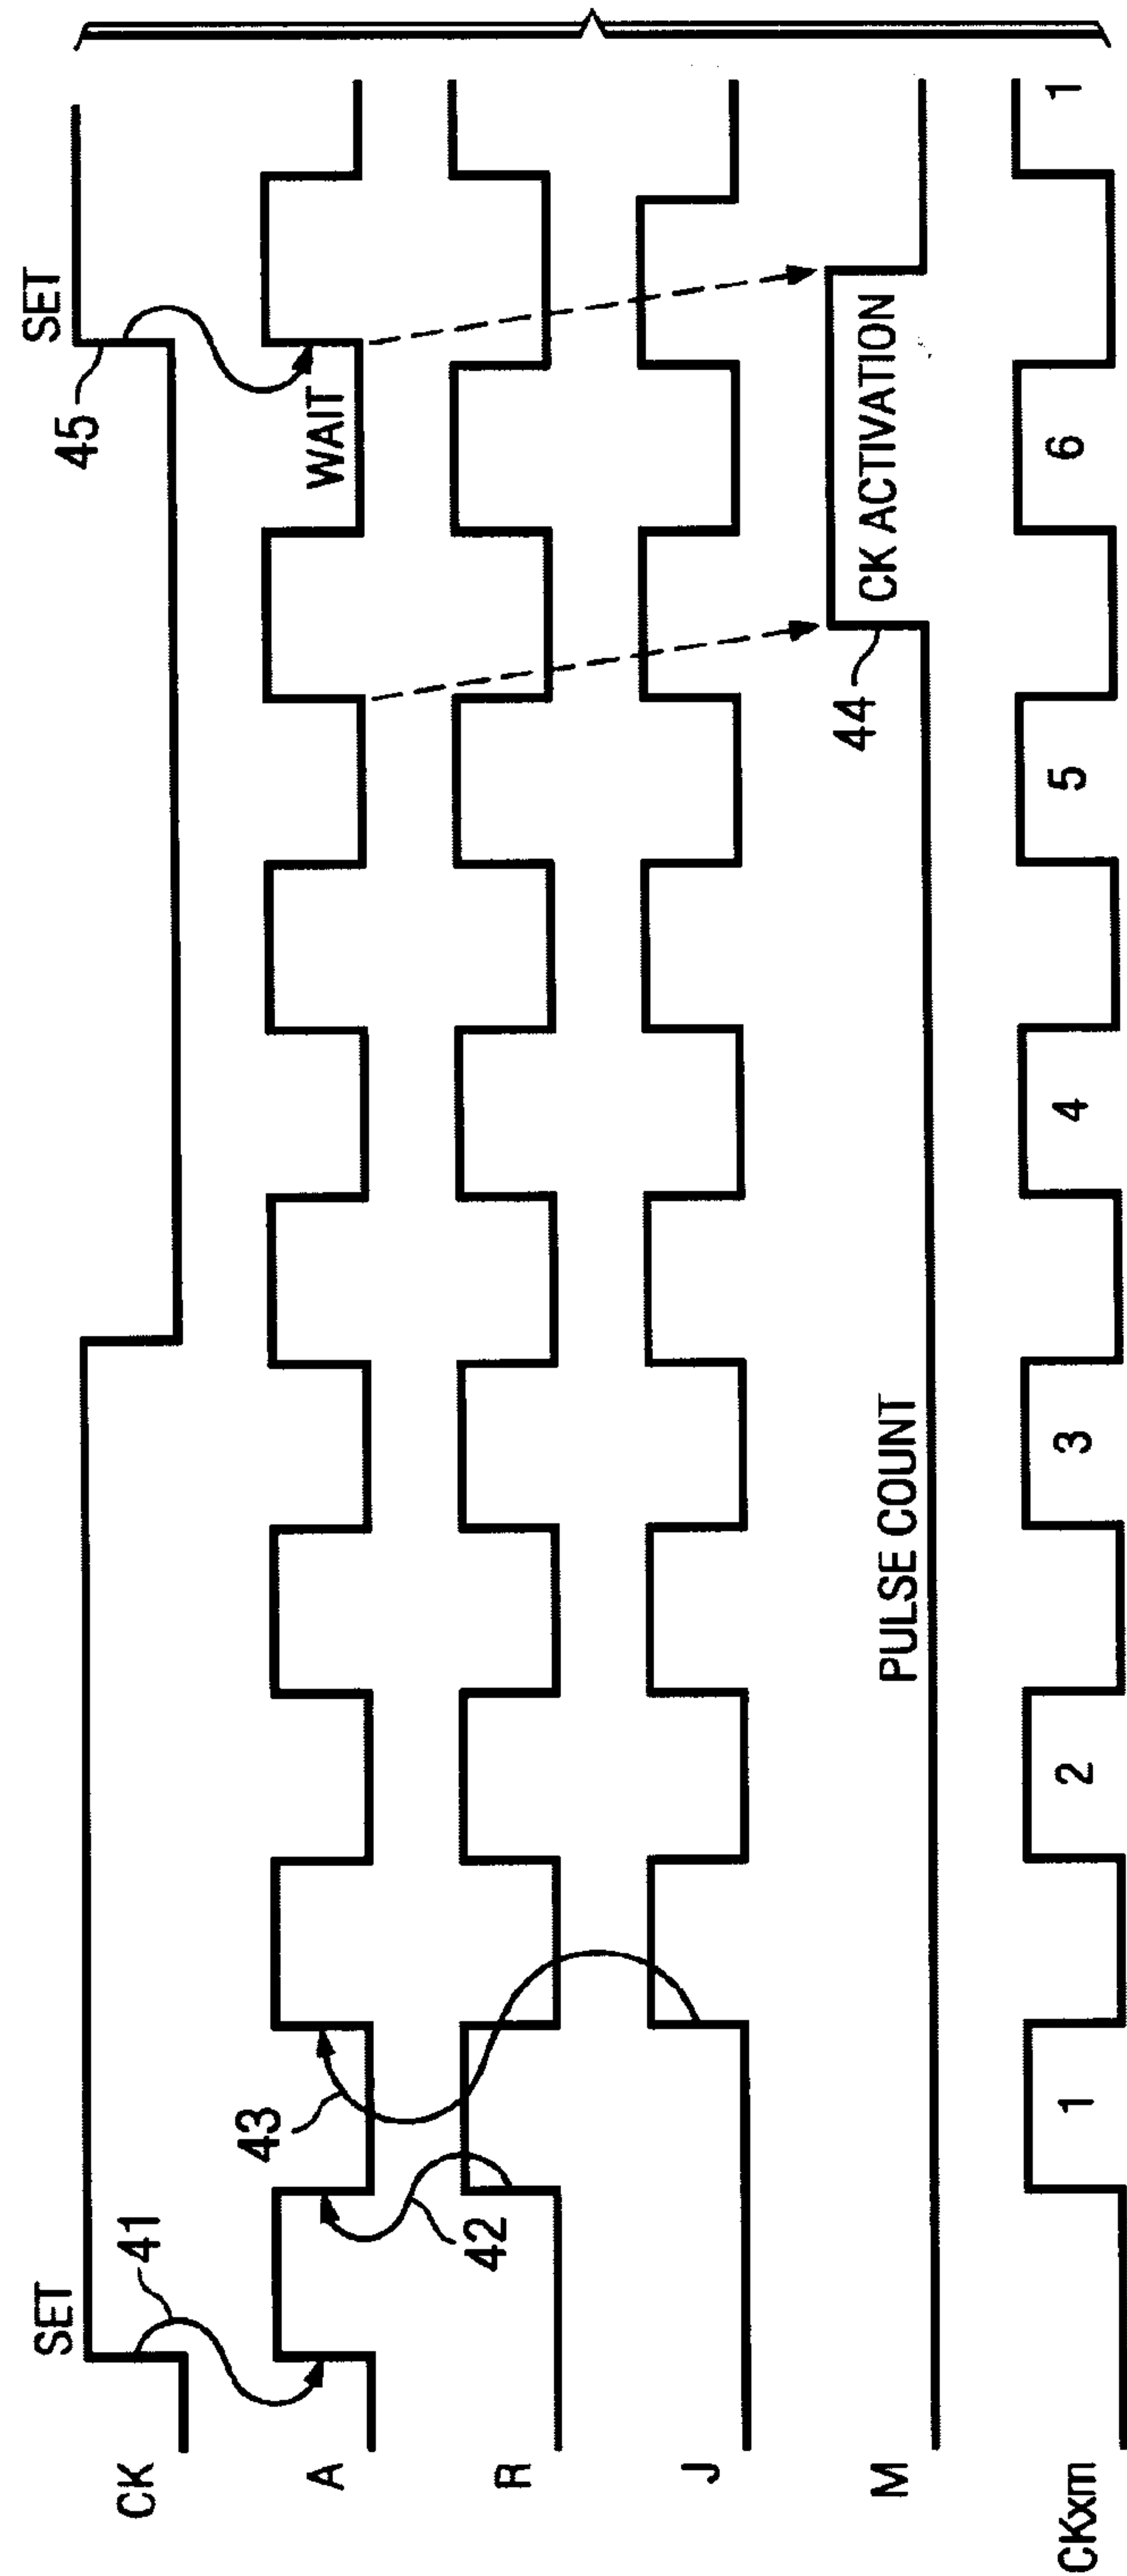 SET
SET
CK
41
45
A
43
WAIT
R
42
J
M
PULSE COUNT
44
CK ACTIVATION
CKxm
1
2
3
4
5
6
1